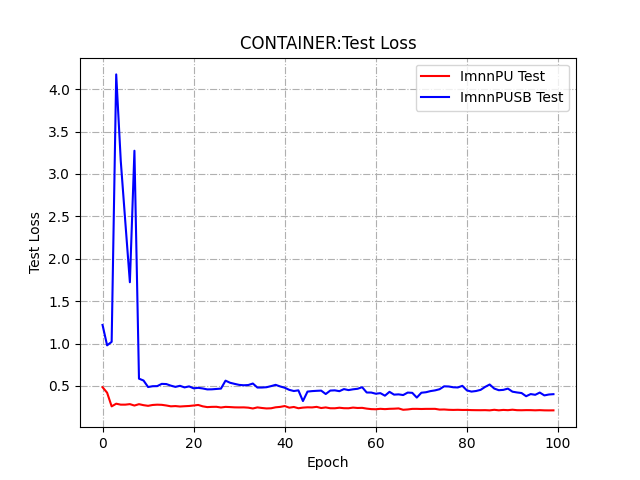 CONTAINER:Test Loss
ImnnPU Test
ImnnPUSB Test
Test Loss
4.0
3.5
3.0
2.5
2.0
1.5
1.0
0.5
0 20 40 60 80 100
Epoch